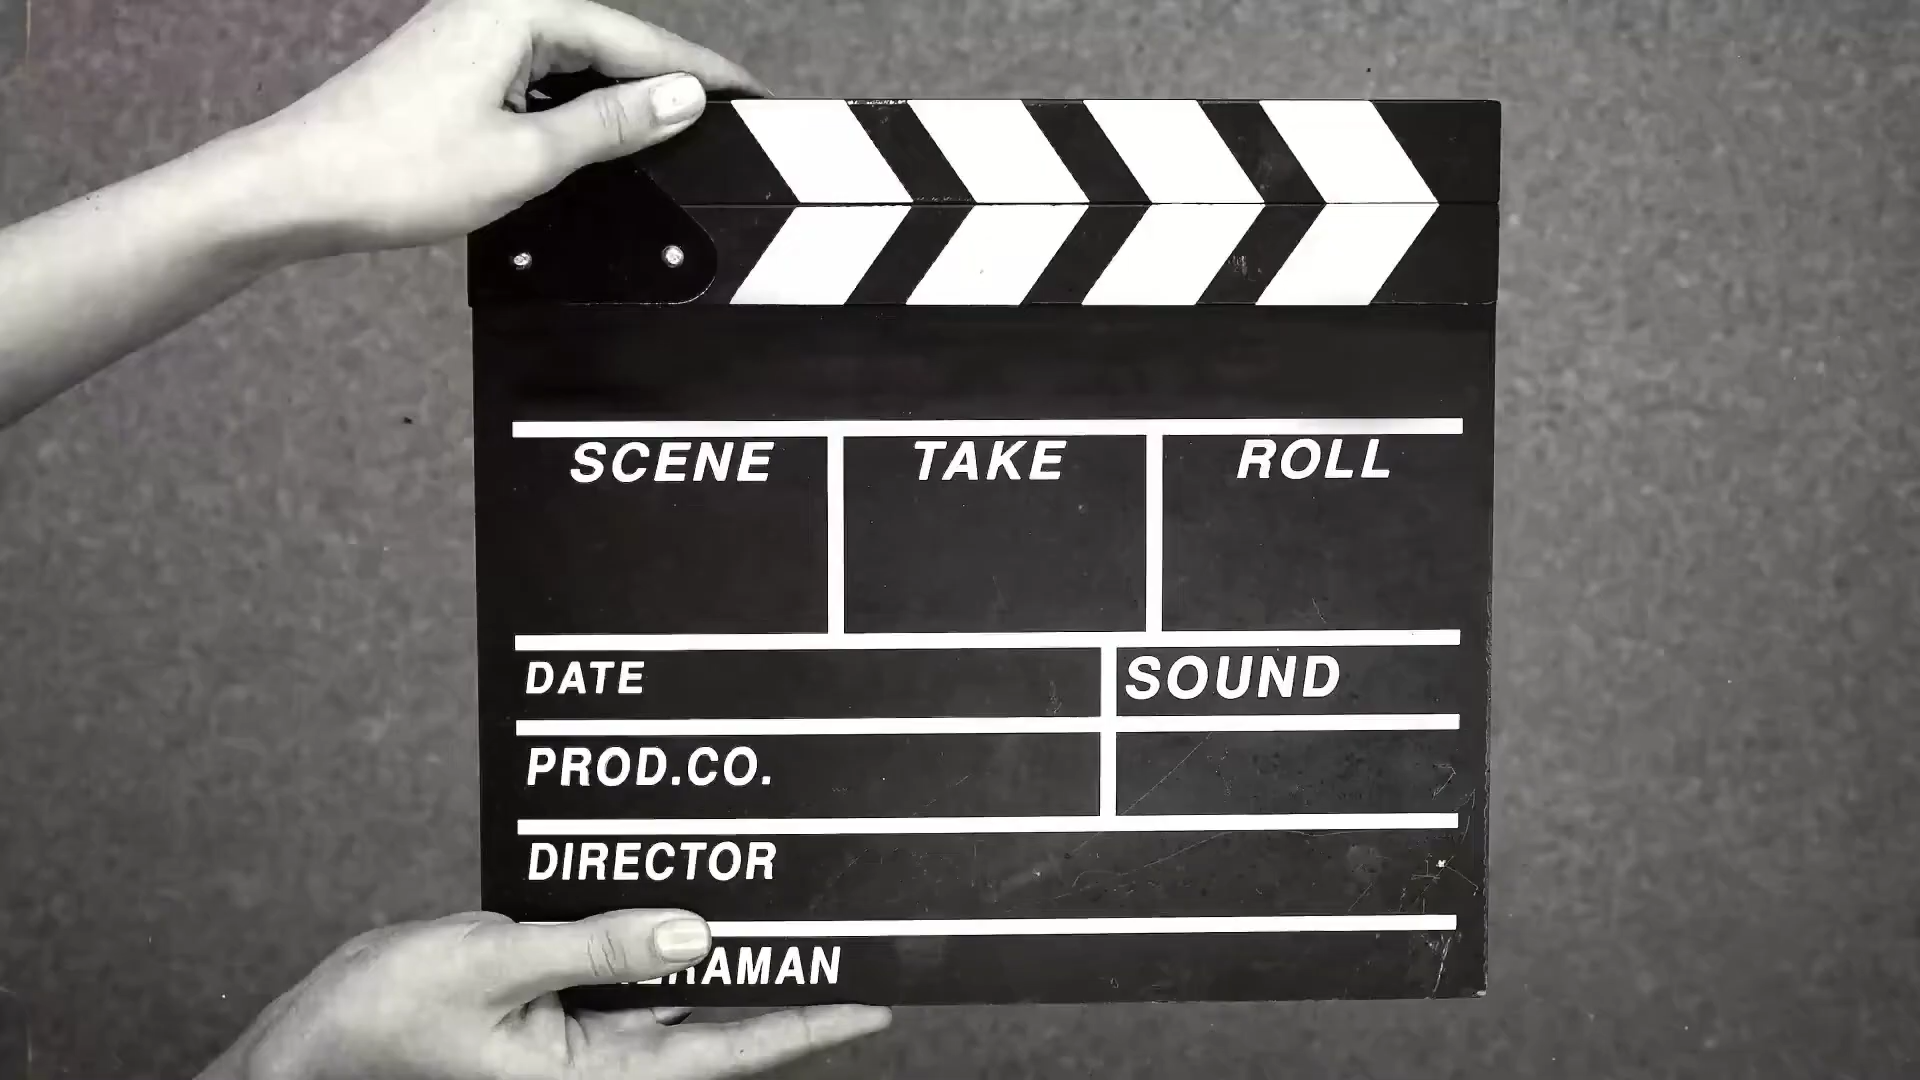 SCENE TAKE ROLL
DATE SOUND
PROD.CO.
DIRECTOR